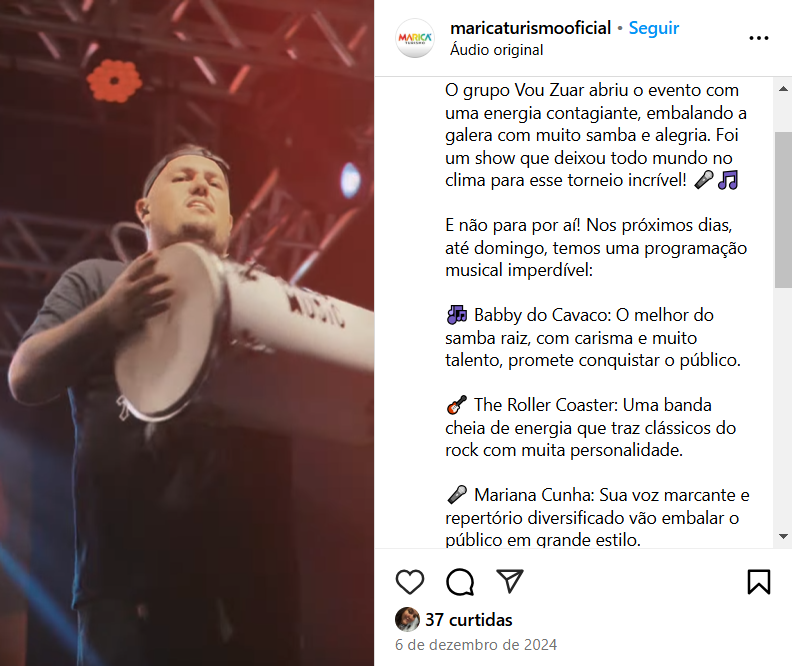 maricaturismooficial • Seguir
Áudio original
MARICÁ
TURISMO
O grupo Vou Zuar abriu o evento com
uma energia contagiante, embalando a
galera com muito samba e alegria. Foi
um show que deixou todo mundo no
clima para esse torneio incrível! 🎤🎵
E não para por aí! Nos próximos dias,
até domingo, temos uma programação
musical imperdível:
🎶 Babby do Cavaco: O melhor do
samba raiz, com carisma e muito
talento, promete conquistar o público.
🎸 The Roller Coaster: Uma banda
cheia de energia que traz clássicos do
rock com muita personalidade.
🎤 Mariana Cunha: Sua voz marcante e
repertório diversificado vão embalar o
público em grande estilo.
37 curtidas
6 de dezembro de 2024
MUSIC